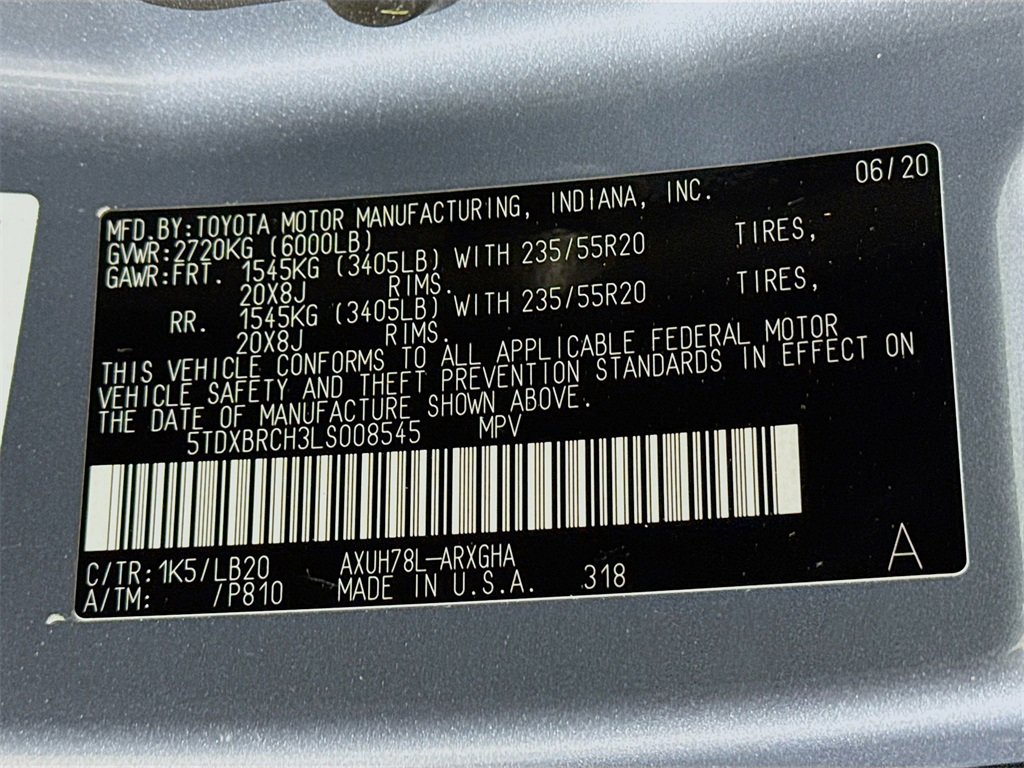 06/20
MFD.BY:TOYOTA MOTOR MANUFACTURING, INDIANA, INC.
GVWR:2720KG (6000LB)
GAWR:FRT. 1545KG (3405LB) WITH 235/55R20 TIRES,
20X8J RIMS.
RR. 1545KG (3405LB) WITH 235/55R20 TIRES,
20X8J RIMS.
THIS VEHICLE CONFORMS TO ALL APPLICABLE FEDERAL MOTOR
VEHICLE SAFETY AND THEFT PREVENTION STANDARDS IN EFFECT ON
THE DATE OF MANUFACTURE SHOWN ABOVE.
5TDXBRCH3LS008545 MPV
C/TR:1K5/LB20 AXUH78L-ARXGHA
A/TM: /P810 MADE IN U.S.A. 318
A